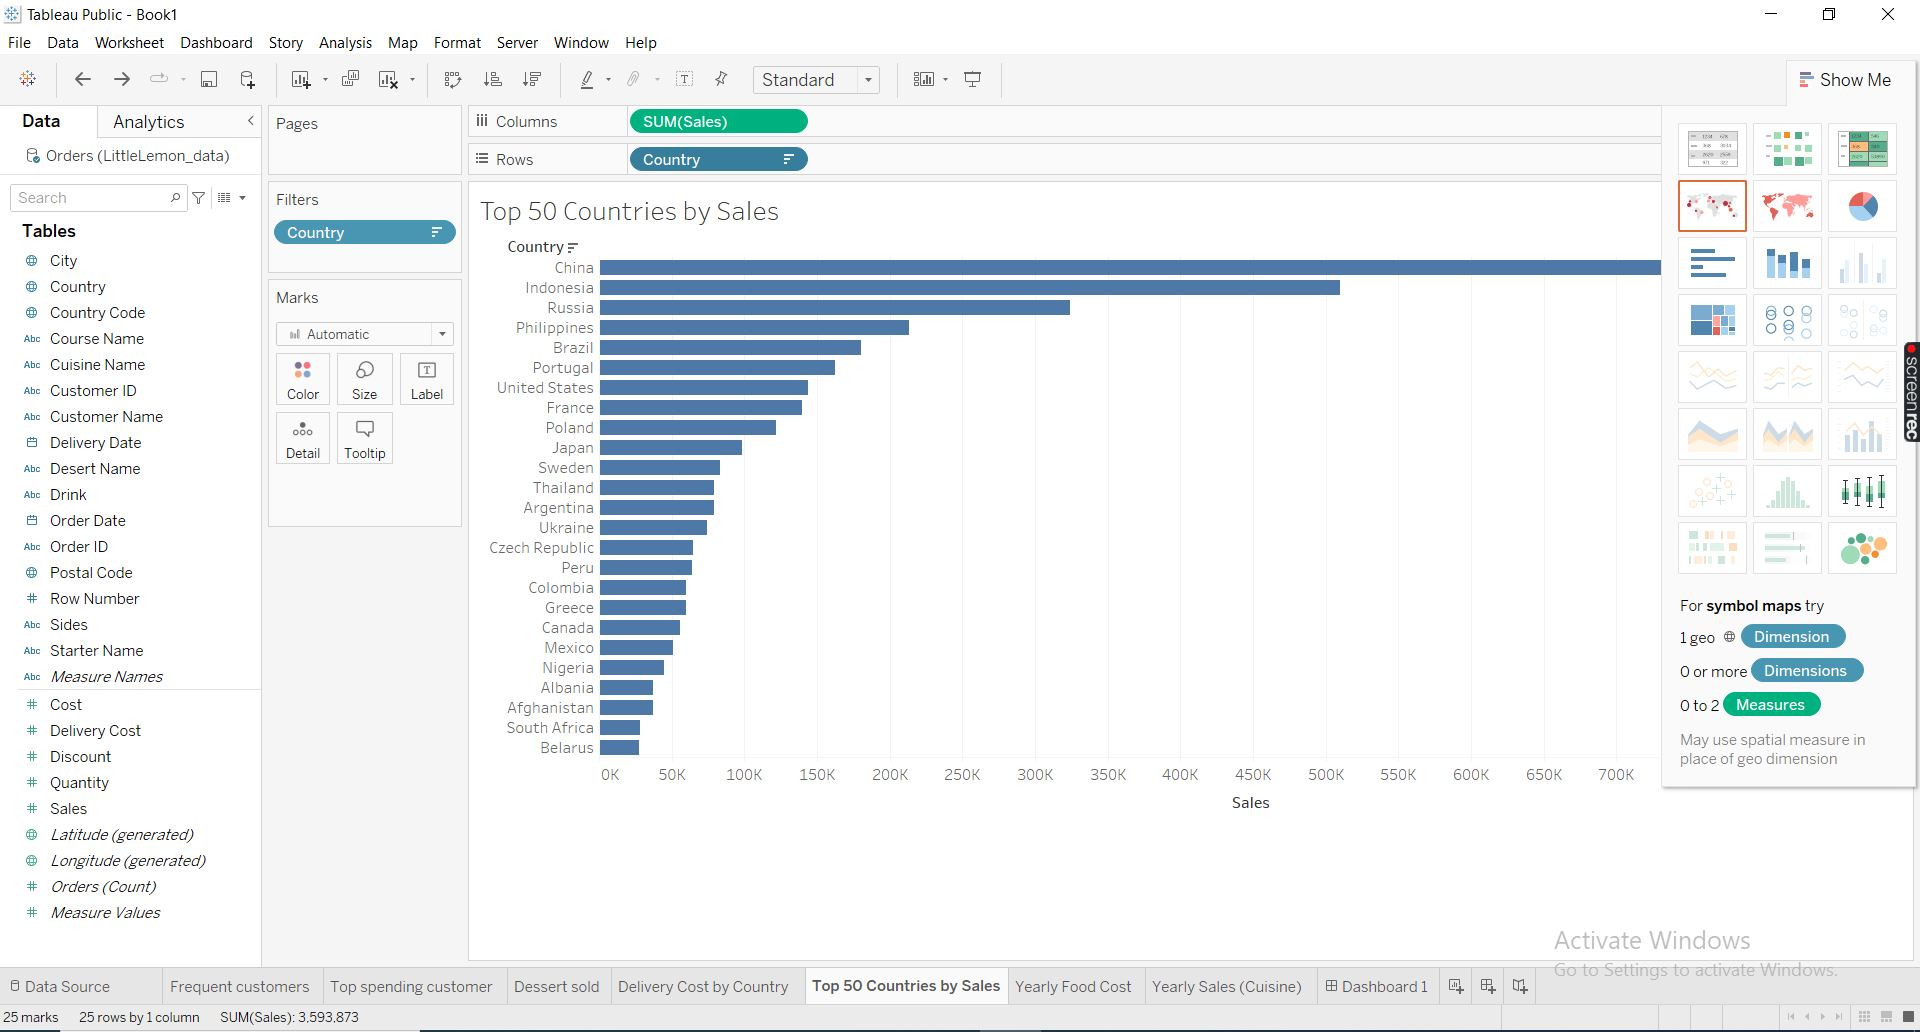 Tableau Public - Book1
File Data Worksheet Dashboard Story Analysis Map Format Server Window Help
Standard
Show Me
Data Analytics
Orders (LittleLemon_data)
Search
Tables
City
Country
Country Code
Abc Course Name
Abc Cuisine Name
Abc Customer ID
Abc Customer Name
Delivery Date
Abc Desert Name
Abc Drink
Order Date
Abc Order ID
Postal Code
# Row Number
Abc Sides
Abc Starter Name
Abc Measure Names
# Cost
# Delivery Cost
# Discount
# Quantity
# Sales
Latitude (generated)
Longitude (generated)
# Orders (Count)
# Measure Values
Pages
Filters
Country
Marks
Automatic
Color Size Label
Detail Tooltip
Columns SUM(Sales)
Rows Country
Top 50 Countries by Sales
Country
China
Indonesia
Russia
Philippines
Brazil
Portugal
United States
France
Poland
Japan
Sweden
Thailand
Argentina
Ukraine
Czech Republic
Peru
Colombia
Greece
Canada
Mexico
Nigeria
Albania
Afghanistan
South Africa
Belarus
0K 50K 100K 150K 200K 250K 300K 350K 400K 450K 500K 550K 600K 650K 700K
Sales
For symbol maps try
1 geo Dimension
0 or more Dimensions
0 to 2 Measures
May use spatial measure in
place of geo dimension
screenrec
Activate Windows
Go to Settings to activate Windows.
Data Source Frequent customers Top spending customer Dessert sold Delivery Cost by Country Top 50 Countries by Sales Yearly Food Cost Yearly Sales (Cuisine) Dashboard 1
25 marks 25 rows by 1 column SUM(Sales): 3,593,873